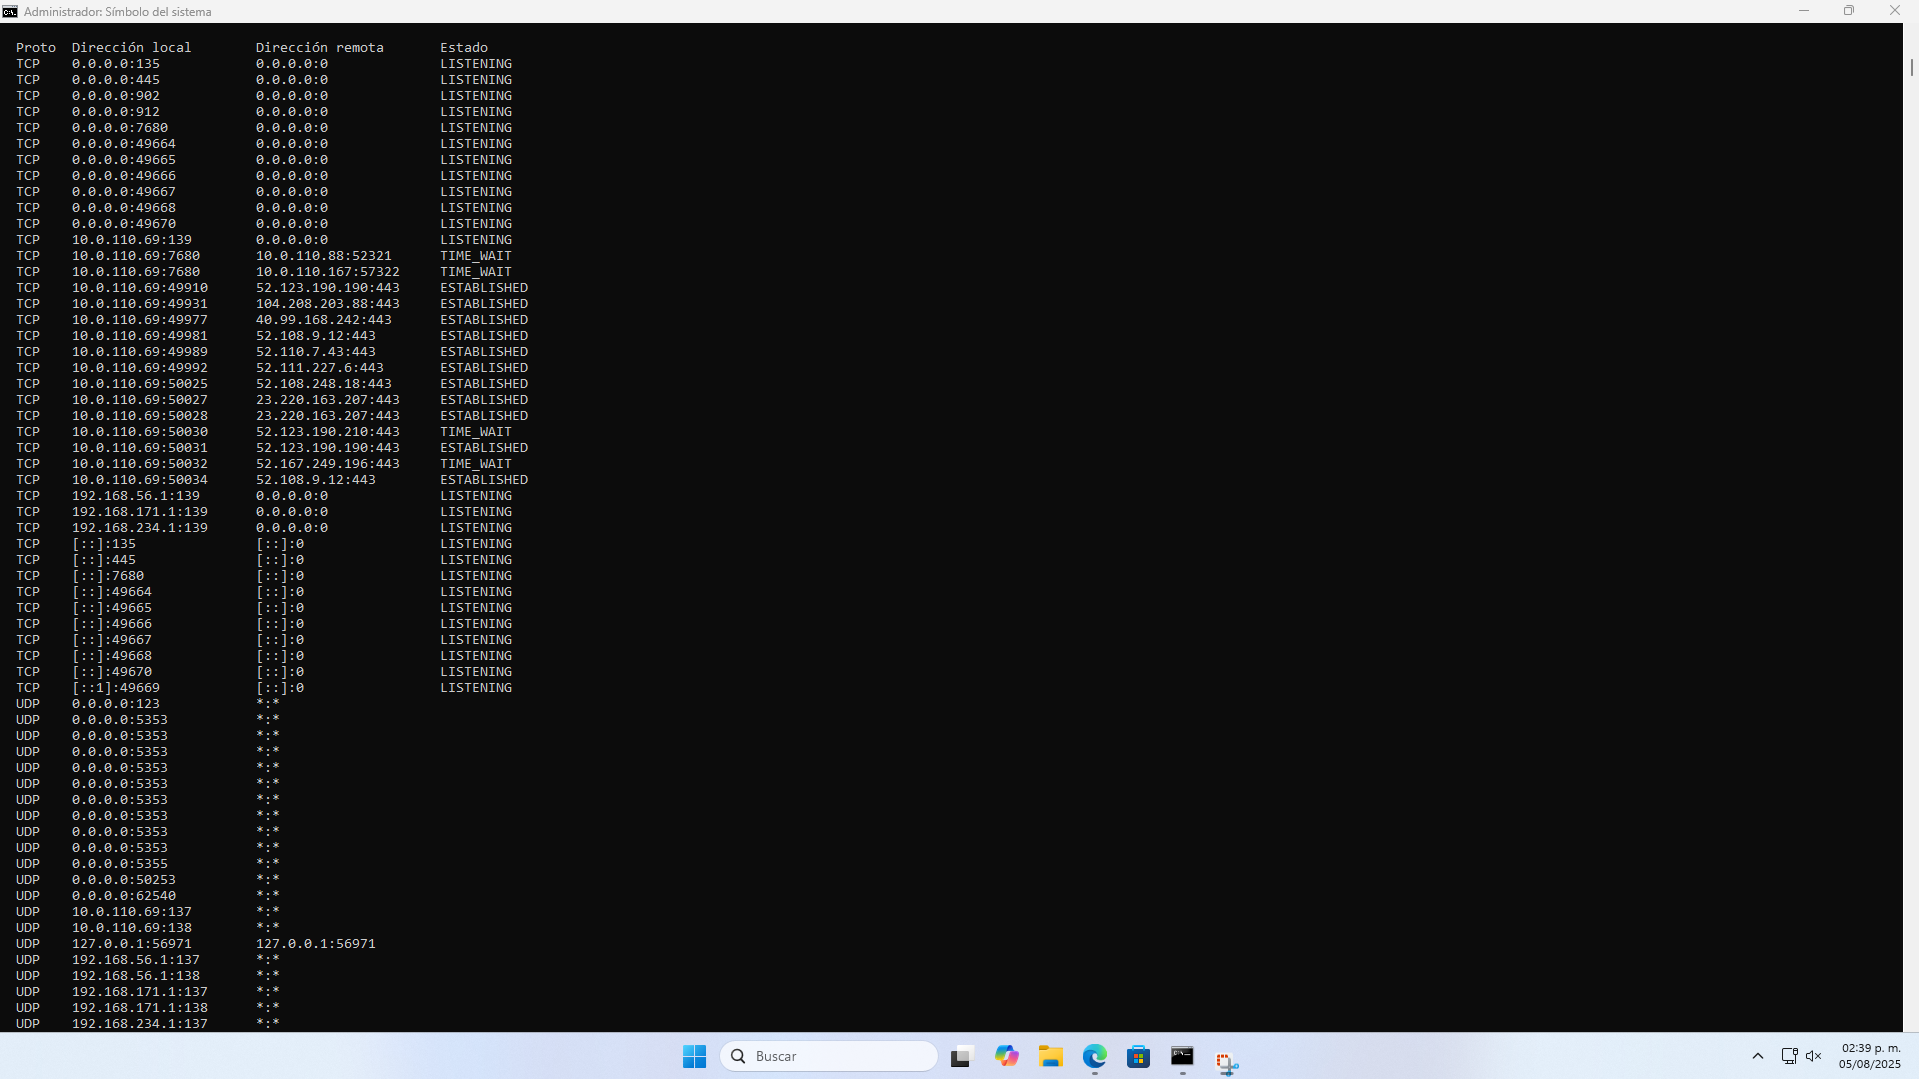 Administrador: Símbolo del sistema
Proto  Dirección local        Dirección remota       Estado
TCP    0.0.0.0:135            0.0.0.0:0              LISTENING
TCP    0.0.0.0:445            0.0.0.0:0              LISTENING
TCP    0.0.0.0:902            0.0.0.0:0              LISTENING
TCP    0.0.0.0:912            0.0.0.0:0              LISTENING
TCP    0.0.0.0:7680           0.0.0.0:0              LISTENING
TCP    0.0.0.0:49664          0.0.0.0:0              LISTENING
TCP    0.0.0.0:49665          0.0.0.0:0              LISTENING
TCP    0.0.0.0:49666          0.0.0.0:0              LISTENING
TCP    0.0.0.0:49667          0.0.0.0:0              LISTENING
TCP    0.0.0.0:49668          0.0.0.0:0              LISTENING
TCP    0.0.0.0:49670          0.0.0.0:0              LISTENING
TCP    10.0.110.69:139        0.0.0.0:0              LISTENING
TCP    10.0.110.69:7680       10.0.110.88:52321      TIME_WAIT
TCP    10.0.110.69:7680       10.0.110.167:57322     TIME_WAIT
TCP    10.0.110.69:49910      52.123.190.190:443     ESTABLISHED
TCP    10.0.110.69:49931      104.208.203.88:443     ESTABLISHED
TCP    10.0.110.69:49977      40.99.168.242:443      ESTABLISHED
TCP    10.0.110.69:49981      52.108.9.12:443        ESTABLISHED
TCP    10.0.110.69:49989      52.110.7.43:443        ESTABLISHED
TCP    10.0.110.69:49992      52.111.227.6:443       ESTABLISHED
TCP    10.0.110.69:50025      52.108.248.18:443      ESTABLISHED
TCP    10.0.110.69:50027      23.220.163.207:443     ESTABLISHED
TCP    10.0.110.69:50028      23.220.163.207:443     ESTABLISHED
TCP    10.0.110.69:50030      52.123.190.210:443     TIME_WAIT
TCP    10.0.110.69:50031      52.123.190.190:443     ESTABLISHED
TCP    10.0.110.69:50032      52.167.249.196:443     TIME_WAIT
TCP    10.0.110.69:50034      52.108.9.12:443        ESTABLISHED
TCP    192.168.56.1:139       0.0.0.0:0              LISTENING
TCP    192.168.171.1:139      0.0.0.0:0              LISTENING
TCP    192.168.234.1:139      0.0.0.0:0              LISTENING
TCP    [::]:135               [::]:0                 LISTENING
TCP    [::]:445               [::]:0                 LISTENING
TCP    [::]:7680              [::]:0                 LISTENING
TCP    [::]:49664             [::]:0                 LISTENING
TCP    [::]:49665             [::]:0                 LISTENING
TCP    [::]:49666             [::]:0                 LISTENING
TCP    [::]:49667             [::]:0                 LISTENING
TCP    [::]:49668             [::]:0                 LISTENING
TCP    [::]:49670             [::]:0                 LISTENING
TCP    [::1]:49669            [::]:0                 LISTENING
UDP    0.0.0.0:123            *:*
UDP    0.0.0.0:5353           *:*
UDP    0.0.0.0:5353           *:*
UDP    0.0.0.0:5353           *:*
UDP    0.0.0.0:5353           *:*
UDP    0.0.0.0:5353           *:*
UDP    0.0.0.0:5353           *:*
UDP    0.0.0.0:5353           *:*
UDP    0.0.0.0:5353           *:*
UDP    0.0.0.0:5353           *:*
UDP    0.0.0.0:5355           *:*
UDP    0.0.0.0:50253          *:*
UDP    0.0.0.0:62540          *:*
UDP    10.0.110.69:137        *:*
UDP    10.0.110.69:138        *:*
UDP    127.0.0.1:56971        127.0.0.1:56971
UDP    192.168.56.1:137       *:*
UDP    192.168.56.1:138       *:*
UDP    192.168.171.1:137      *:*
UDP    192.168.171.1:138      *:*
UDP    192.168.234.1:137      *:*
Buscar
02:39 p. m.
05/08/2025